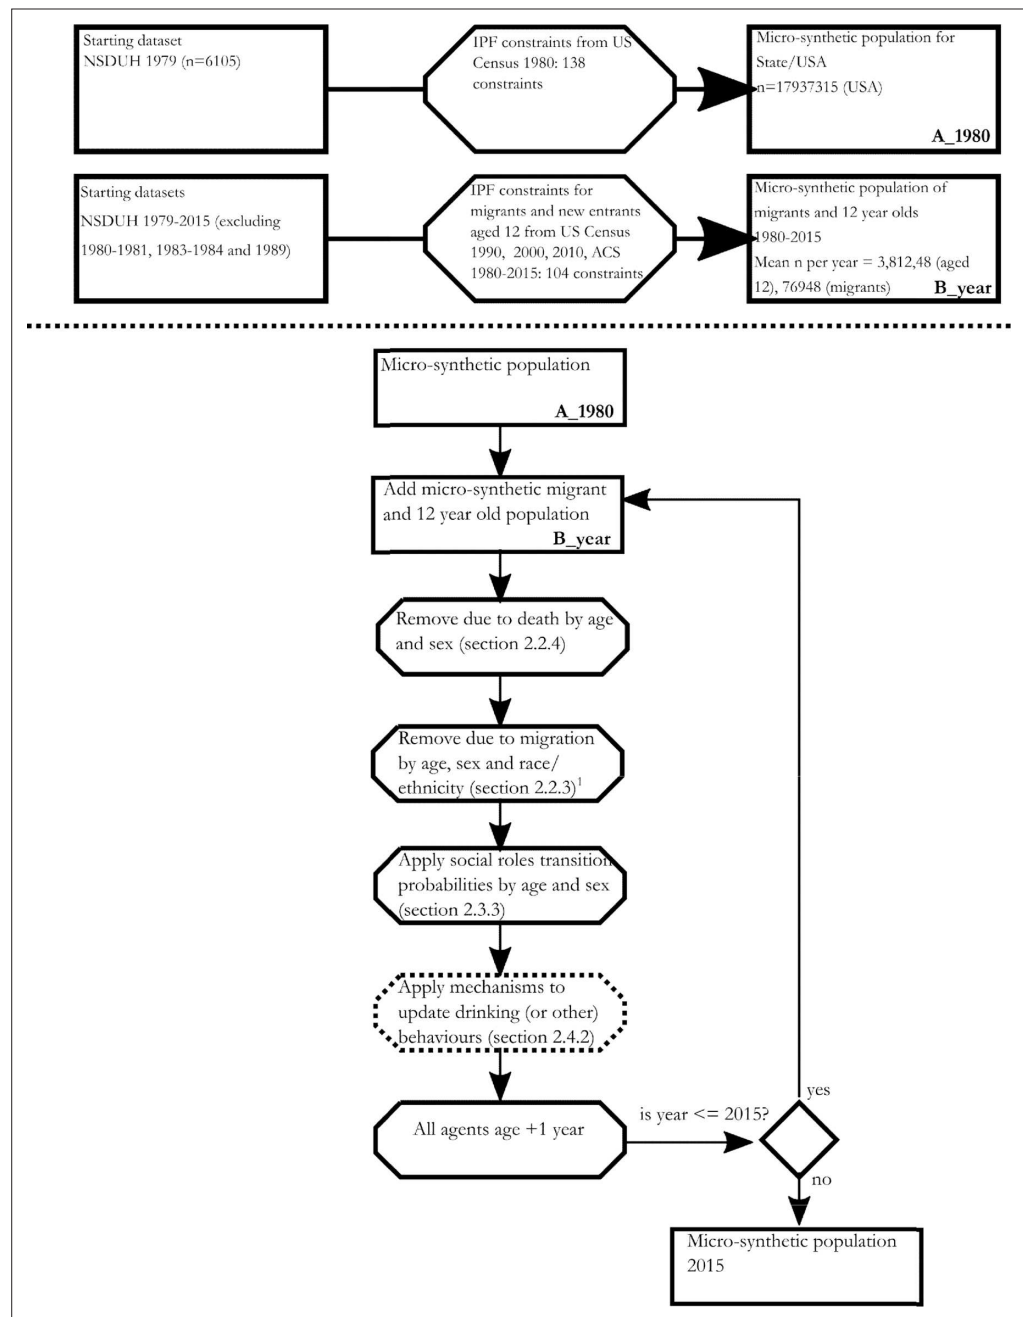 Starting dataset
NSDUH 1979 (n=6105)
IPF constraints from US
Census 1980: 138
constraints
Micro-synthetic population for
State/USA
n=17937315 (USA)
A_1980
Starting datasets
NSDUH 1979-2015 (excluding
1980-1981, 1983-1984 and 1989)
IPF constraints for
migrants and new entrants
aged 12 from US Census
1990, 2000, 2010, ACS
1980-2015: 104 constraints
Micro-synthetic population of
migrants and 12 year olds
1980-2015
Mean n per year = 3,812,48 (aged
12), 76948 (migrants)
B_year
Micro-synthetic population
A_1980
Add micro-synthetic migrant
and 12 year old population
B_year
Remove due to death by age
and sex (section 2.2.4)
Remove due to migration
by age, sex and race/
ethnicity (section 2.2.3)¹
Apply social roles transition
probabilities by age and sex
(section 2.3.3)
Apply mechanisms to
update drinking (or other)
behaviours (section 2.4.2)
All agents age +1 year
is year <= 2015?
yes
no
Micro-synthetic population
2015